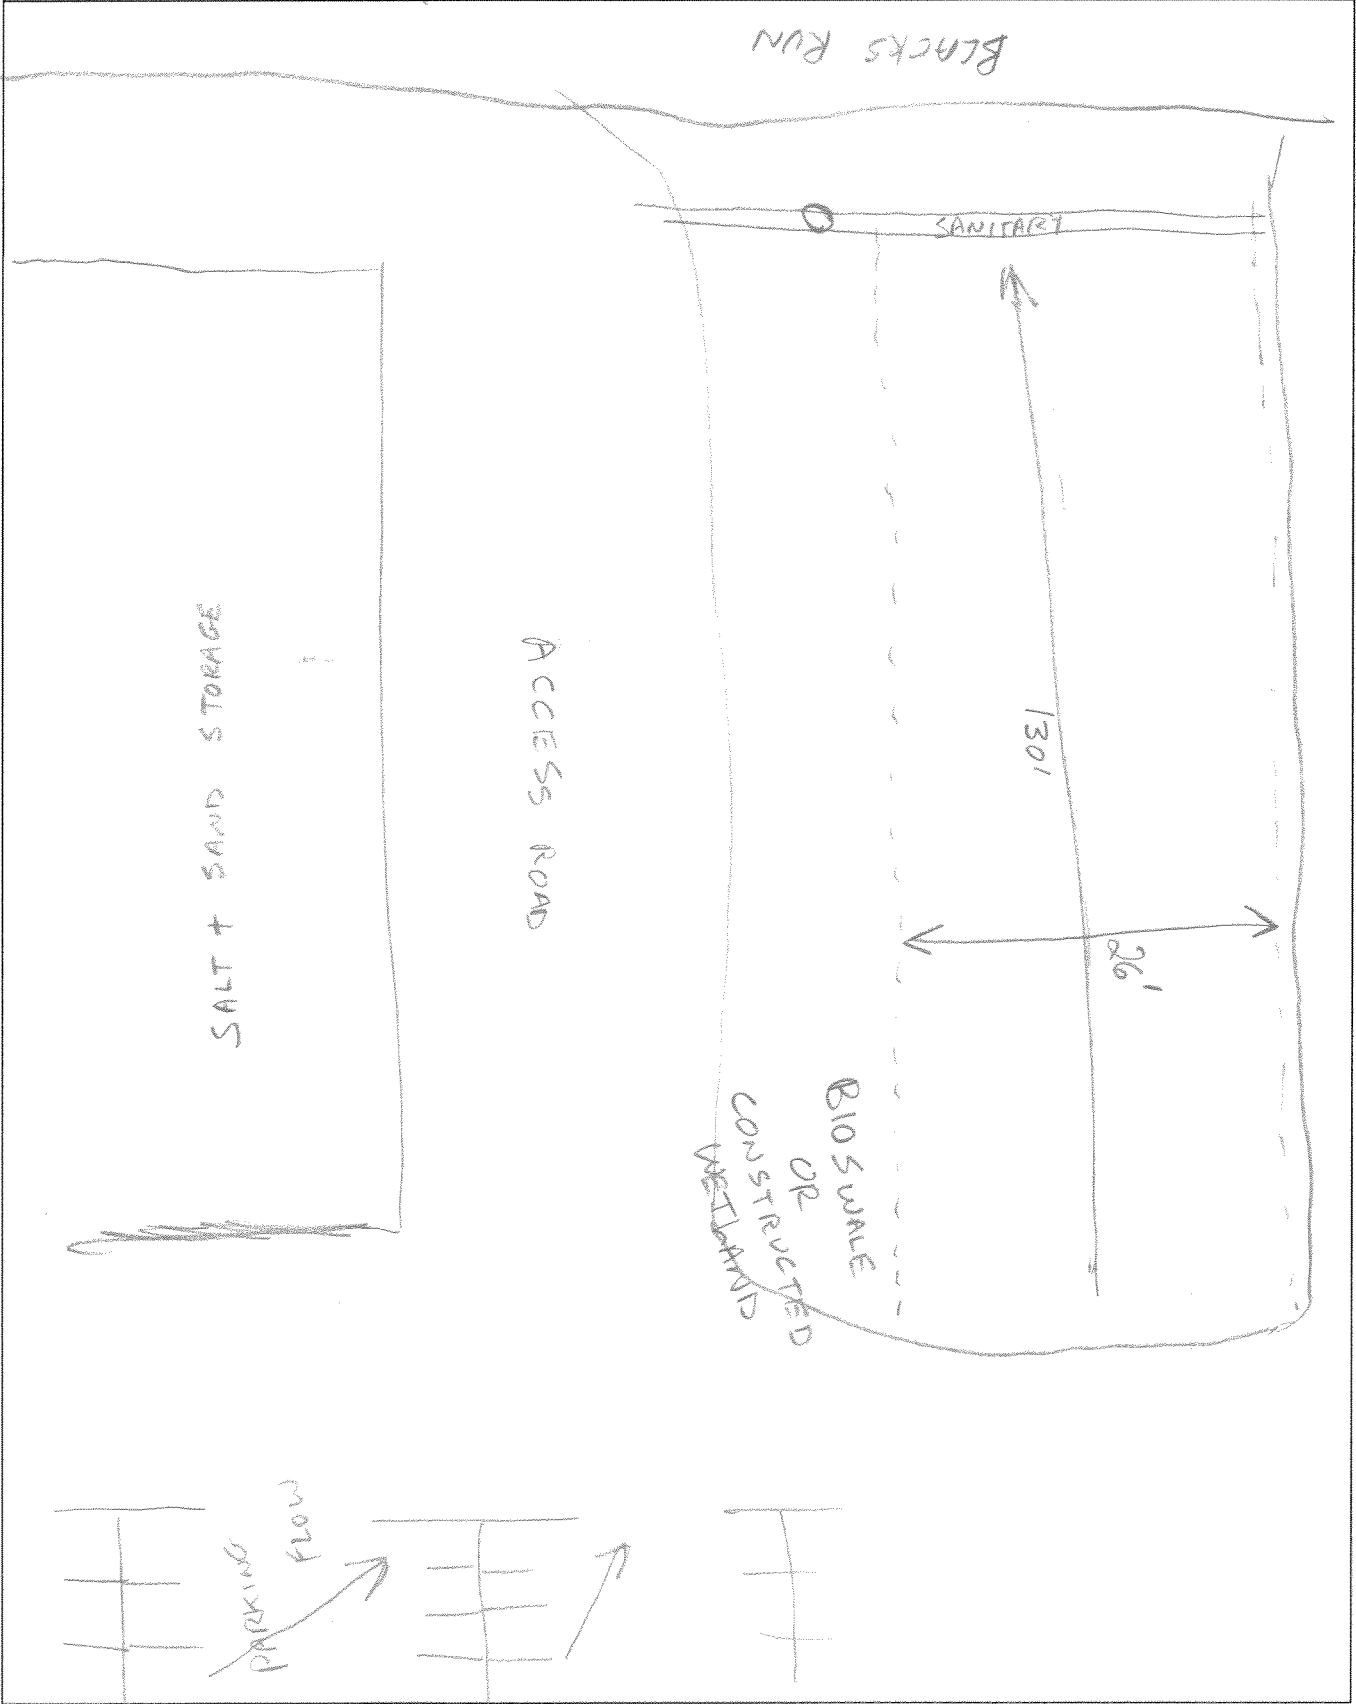 BLACKS RUN
SANITARY
SALT + SAND STORAGE
ACCESS ROAD
130'
26'
BIOSWALE
OR
CONSTRUCTED
WETLAND
PARKING
FLOW